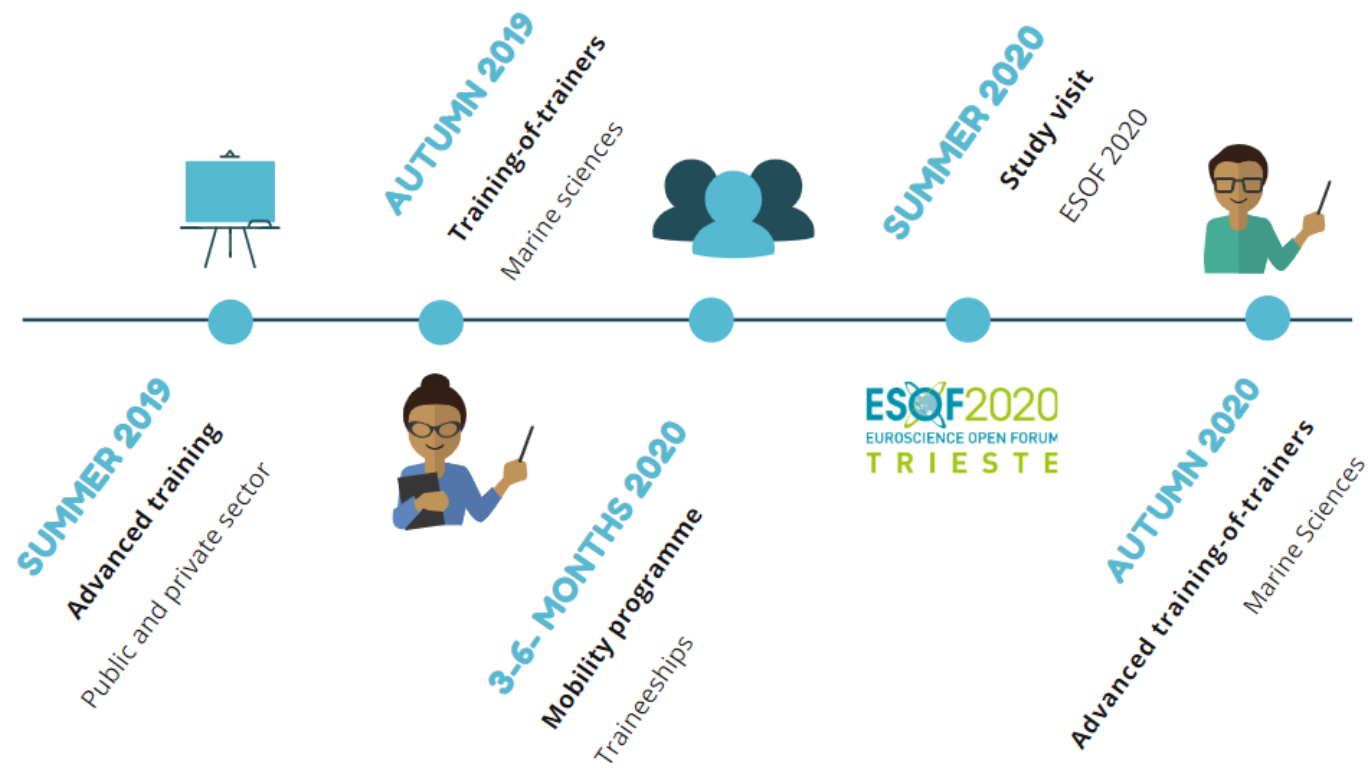 SUMMER 2019
Advanced training
Public and private sector
AUTUMN 2019
Training-of-trainers
Marine sciences
3-6- MONTHS 2020
Mobility programme
Traineeships
SUMMER 2020
Study visit
ESOF 2020
ESOF2020
EUROSCIENCE OPEN FORUM
TRIESTE
AUTUMN 2020
Advanced training-of-trainers
Marine Sciences